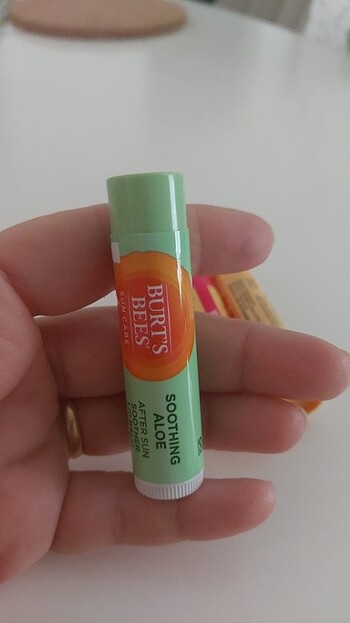 BURT'S
BEES®
SUN CARE
SOOTHING
ALOE
AFTER SUN
SOOTHER